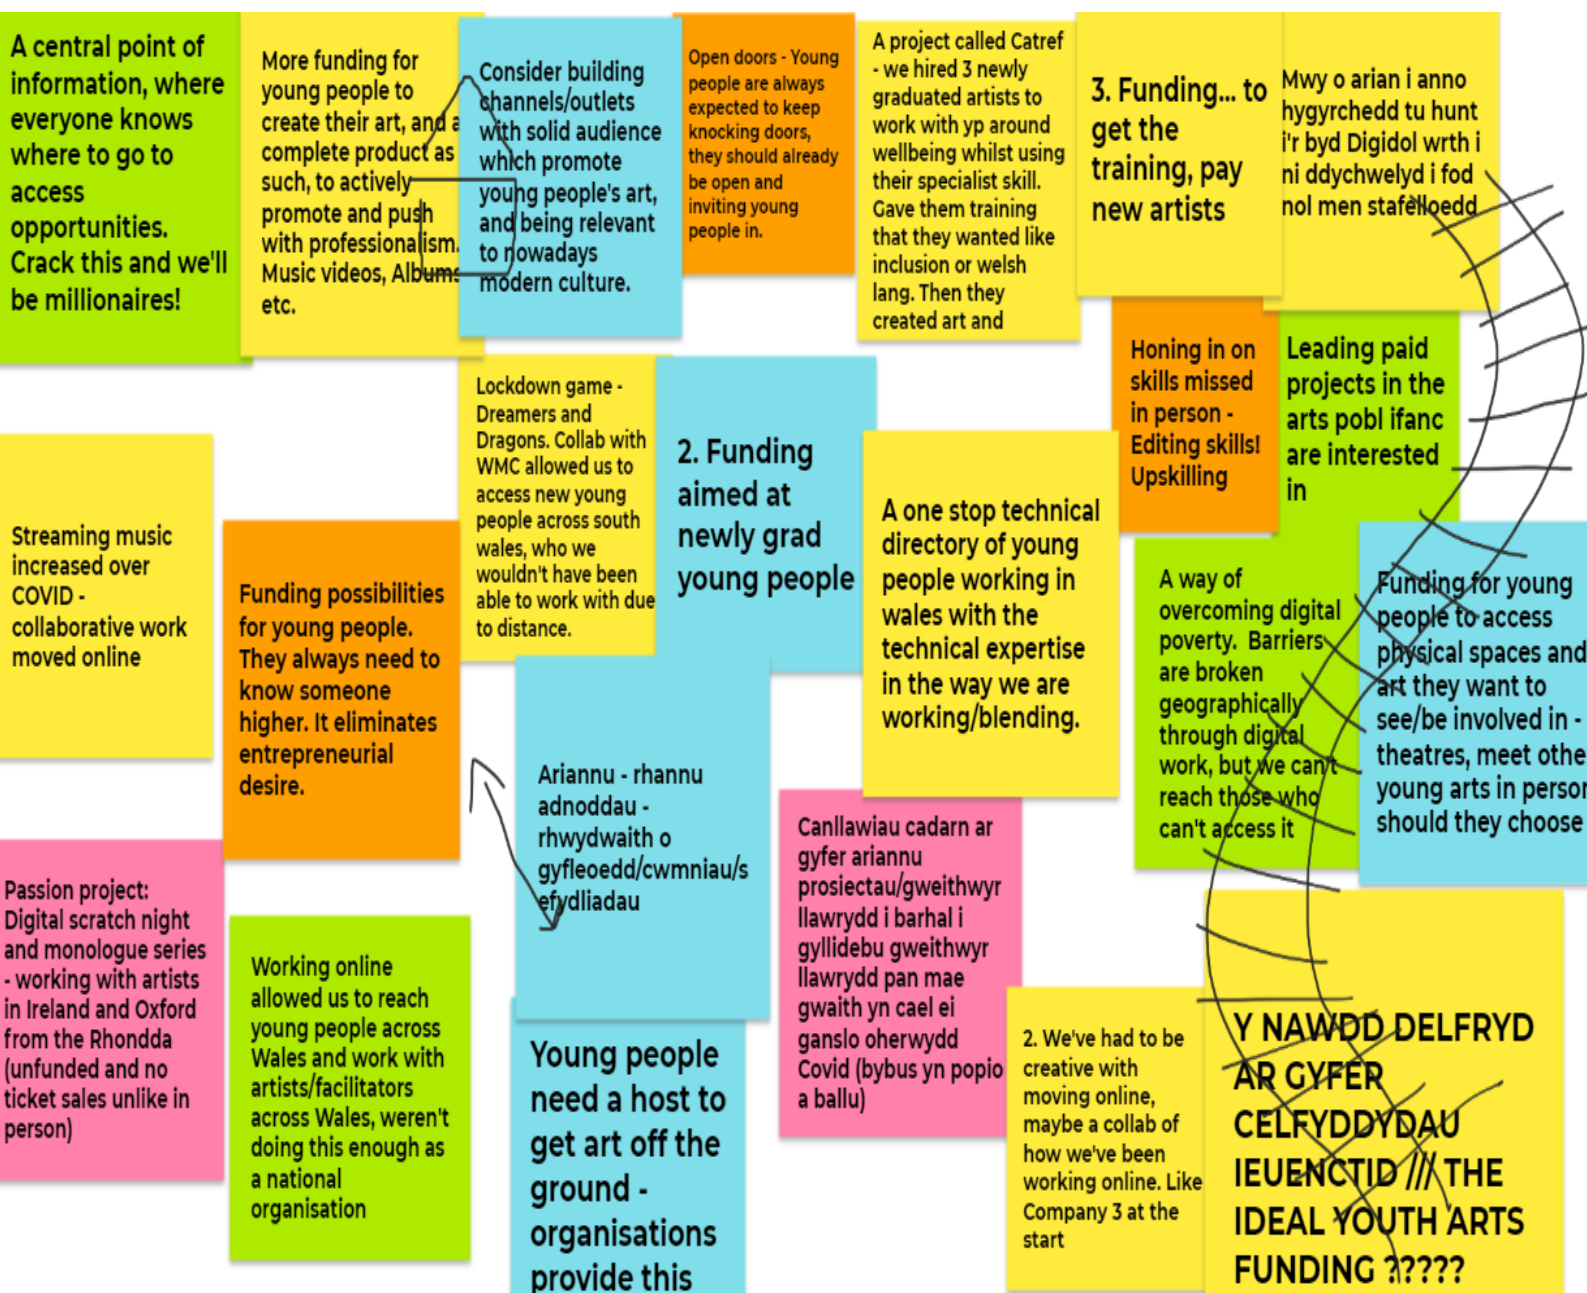 A central point of
information, where
everyone knows
where to go to
access
opportunities.
Crack this and we'll
be millionaires!
More funding for
young people to
create their art, and a
complete product as
such, to actively
promote and push
with professionalism.
Music videos, Albums
etc.
Consider building
channels/outlets
with solid audience
which promote
young people's art,
and being relevant
to nowadays
modern culture.
Open doors - Young
people are always
expected to keep
knocking doors,
they should already
be open and
inviting young
people in.
A project called Catref
- we hired 3 newly
graduated artists to
work with yp around
wellbeing whilst using
their specialist skill.
Gave them training
that they wanted like
inclusion or welsh
lang. Then they
created art and
3. Funding... to
get the
training, pay
new artists
Mwy o arian i anno
hygyrchedd tu hunt
i'r byd Digidol wrth i
ni ddychwelyd i fod
nol men stafelloedd
Lockdown game -
Dreamers and
Dragons. Collab with
WMC allowed us to
access new young
people across south
wales, who we
wouldn't have been
able to work with due
to distance.
2. Funding
aimed at
newly grad
young people
A one stop technical
directory of young
people working in
wales with the
technical expertise
in the way we are
working/blending.
Honing in on
skills missed
in person -
Editing skills!
Upskilling
Leading paid
projects in the
arts pobl ifanc
are interested
in
Streaming music
increased over
COVID -
collaborative work
moved online
Funding possibilities
for young people.
They always need to
know someone
higher. It eliminates
entrepreneurial
desire.
Ariannu - rhannu
adnoddau -
rhwydwaith o
gyfleoedd/cwmniau/s
efydliadau
Canllawiau cadarn ar
gyfer ariannu
prosiectau/gweithwyr
llawrydd i barhal i
gyllidebu gweithwyr
llawrydd pan mae
gwaith yn cael ei
ganslo oherwydd
Covid (bybus yn popio
a ballu)
A way of
overcoming digital
poverty. Barriers
are broken
geographically
through digital
work, but we can't
reach those who
can't access it
Funding for young
people to access
physical spaces and
art they want to
see/be involved in -
theatres, meet othe
young arts in person
should they choose
Passion project:
Digital scratch night
and monologue series
- working with artists
in Ireland and Oxford
from the Rhondda
(unfunded and no
ticket sales unlike in
person)
Working online
allowed us to reach
young people across
Wales and work with
artists/facilitators
across Wales, weren't
doing this enough as
a national
organisation
Young people
need a host to
get art off the
ground -
organisations
provide this
2. We've had to be
creative with
moving online,
maybe a collab of
how we've been
working online. Like
Company 3 at the
start
Y NAWDD DELFRYD
AR GYFER
CELFYDDYDAU
IEUENCTID /// THE
IDEAL YOUTH ARTS
FUNDING ?????